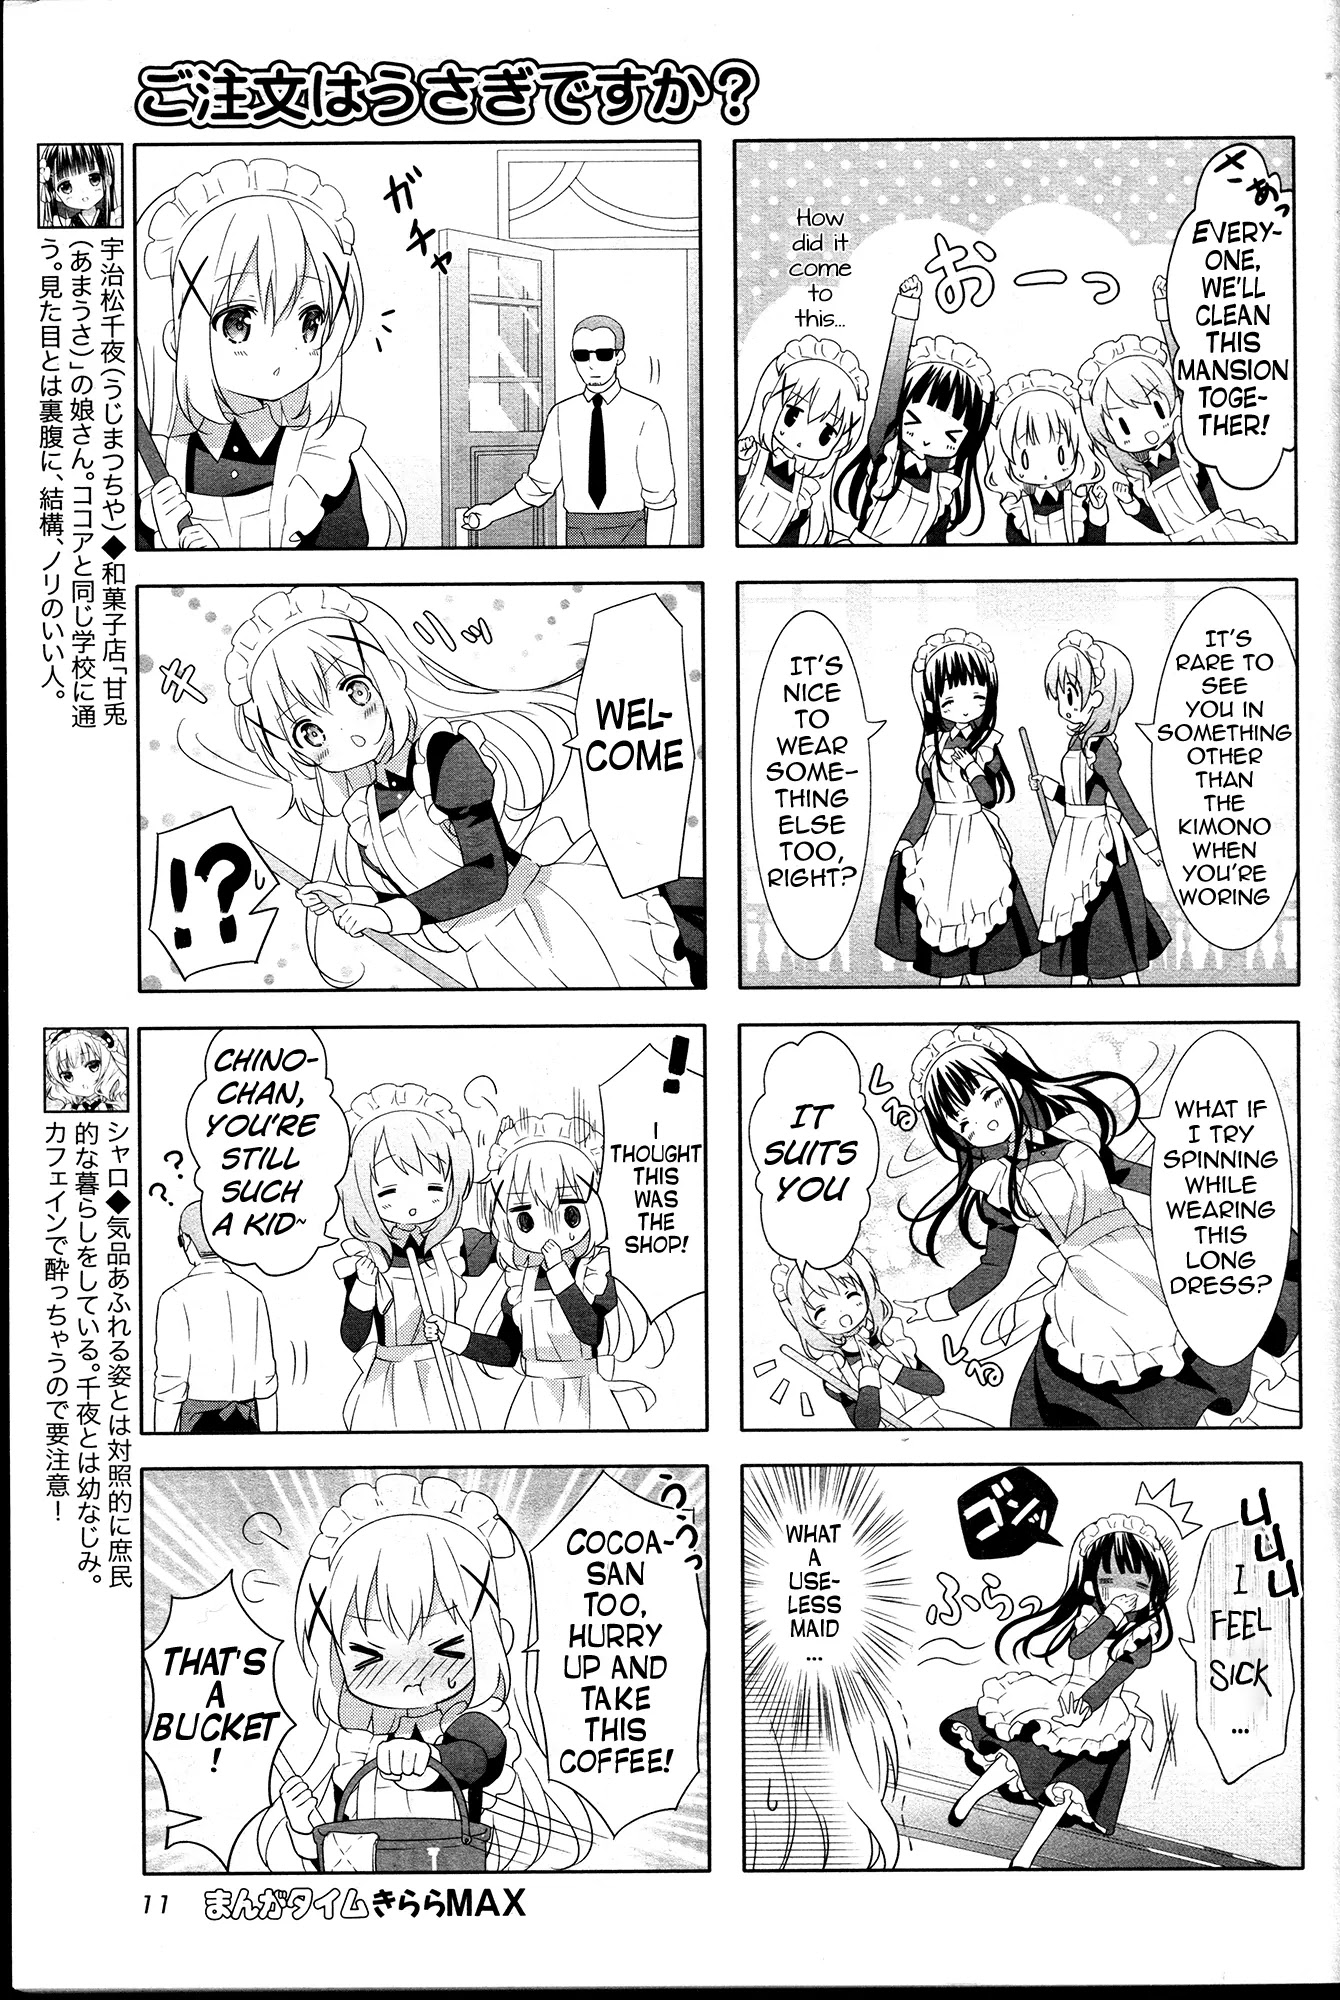 ご注文はうさぎですか？
さぁっ
EVERY-
ONE,
WE'LL
CLEAN
THIS
MANSION
TOGE-
THER!
おーっ
How
did it
come
to
this...
IT'S
RARE TO
SEE
YOU IN
SOMETHING
OTHER
THAN
THE
KIMONO
WHEN
YOU'RE
WORING
IT'S
NICE
TO
WEAR
SOME-
THING
ELSE
TOO,
RIGHT?
WHAT IF
I TRY
SPINNING
WHILE
WEARING
THIS
LONG
DRESS?
くるっ
くるっ
IT
SUITS
YOU
ううう
I
FEEL
SICK
...
ゴンッ
ふらっ
WHAT
A
USE-
LESS
MAID
...
ガチャ
WEL-
COME
リッ
キ
!?
!
I
THOUGHT
THIS
WAS
THE
SHOP!
CHINO-
CHAN,
YOU'RE
STILL
SUCH
A KID~
???
うっうっ
COCOA-
SAN
TOO,
HURRY
UP AND
TAKE
THIS
COFFEE!
THAT'S
A
BUCKET
!
宇治松千夜（うじまつちや）◆和菓子店「甘兎
（あまうさ）」の娘さん。ココアと同じ学校に通
う。見た目とは裏腹に、結構、ノリのいい人。
シャロ◆気品あふれる姿とは対照的に庶民
的な暮らしをしている。千夜とは幼なじみ。
カフェインで酔っちゃうので要注意！
11
まんがタイムきららMAX